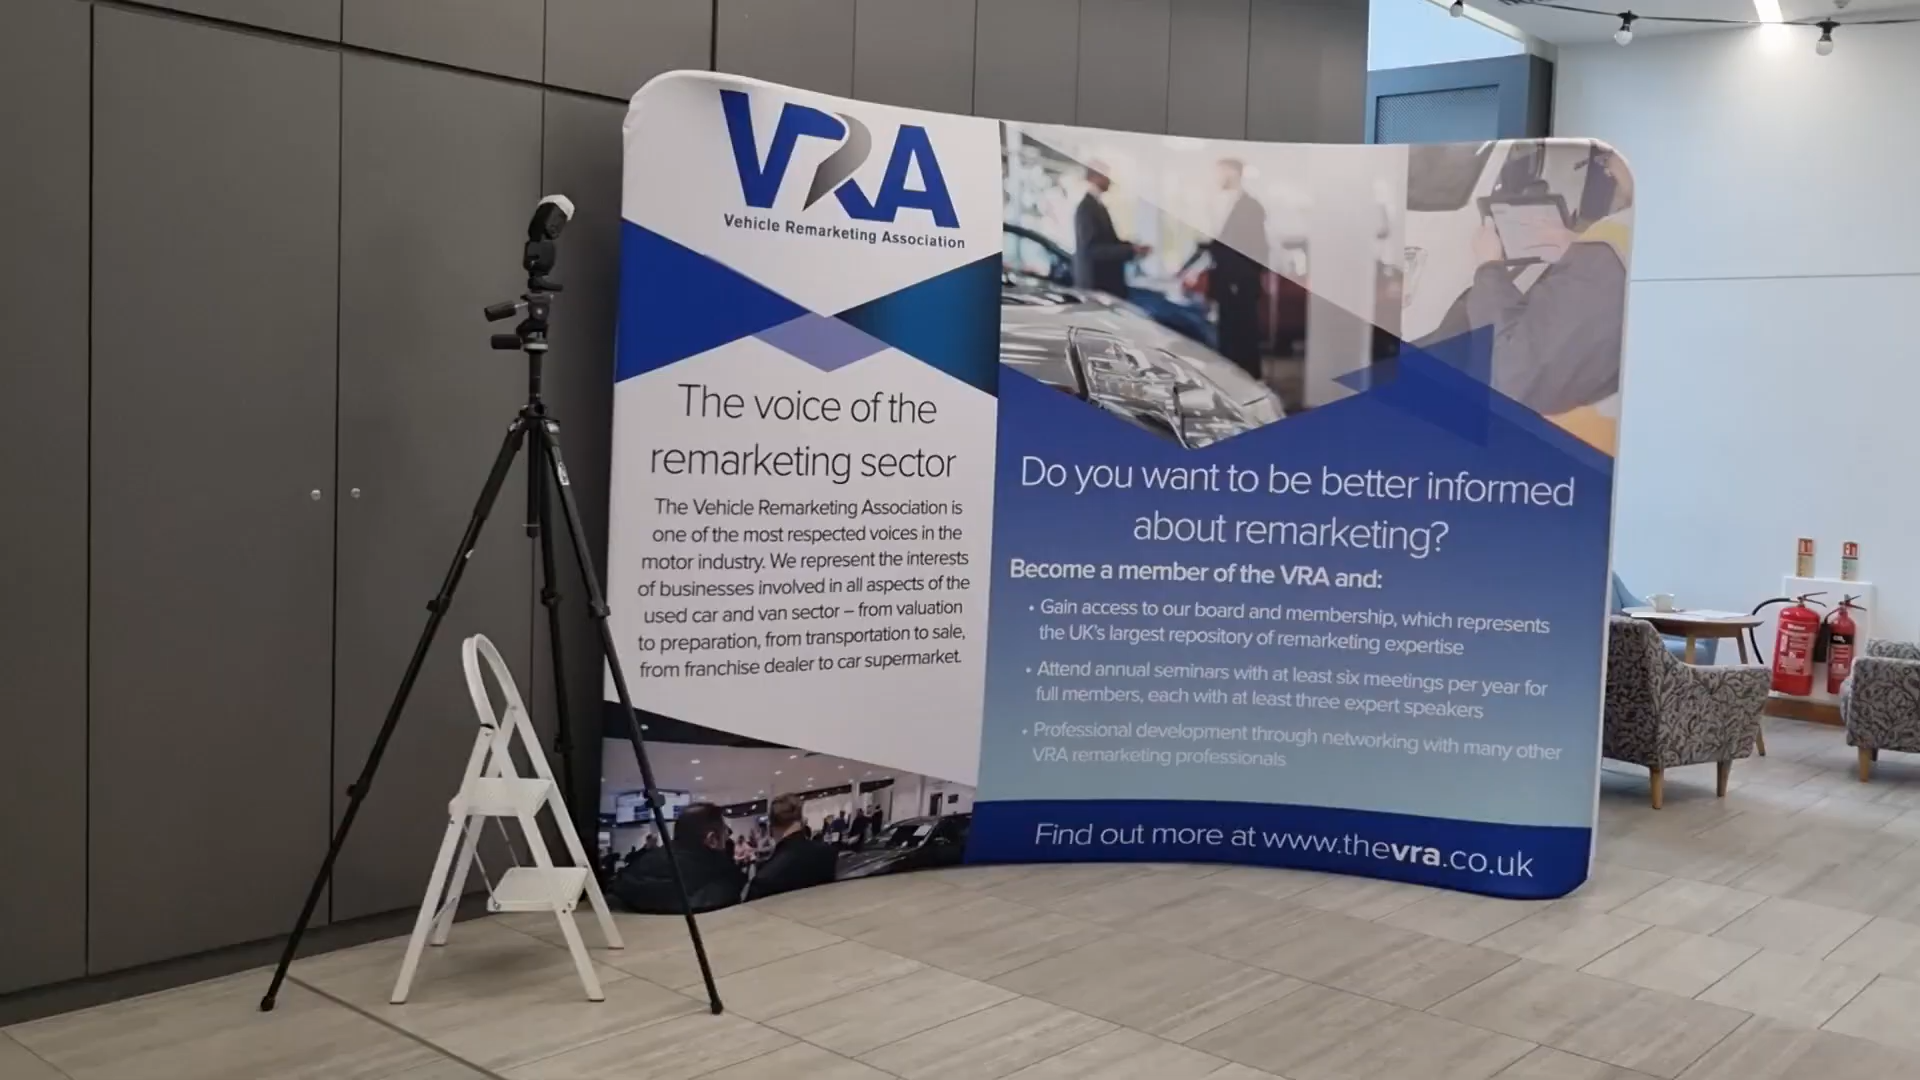 VRA
Vehicle Remarketing Association
The voice of the
remarketing sector
The Vehicle Remarketing Association is
one of the most respected voices in the
motor industry. We represent the interests
of businesses involved in all aspects of the
used car and van sector – from valuation
to preparation, from transportation to sale,
from franchise dealer to car supermarket.
Do you want to be better informed
about remarketing?
Become a member of the VRA and:
• Gain access to our board and membership, which represents
the UK's largest repository of remarketing expertise
• Attend annual seminars with at least six meetings per year for
full members, each with at least three expert speakers
• Professional development through networking with many other
VRA remarketing professionals
Find out more at www.thevra.co.uk